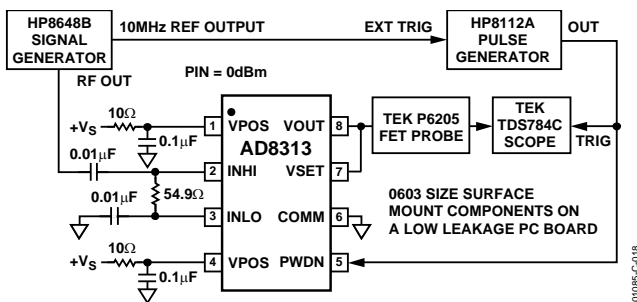 HP8648B
SIGNAL
GENERATOR
10MHz REF OUTPUT
EXT TRIG
HP8112A
PULSE
GENERATOR
OUT
RF OUT
PIN = 0dBm
+VS
10Ω
0.1µF
1
VPOS
VOUT
8
TEK P6205
FET PROBE
TEK
TDS784C
SCOPE
TRIG
AD8313
0.01µF
2
INHI
VSET
7
54.9Ω
0.01µF
3
INLO
COMM
6
0603 SIZE SURFACE
MOUNT COMPONENTS ON
A LOW LEAKAGE PC BOARD
+VS
10Ω
0.1µF
4
VPOS
PWDN
5
01085-C-018